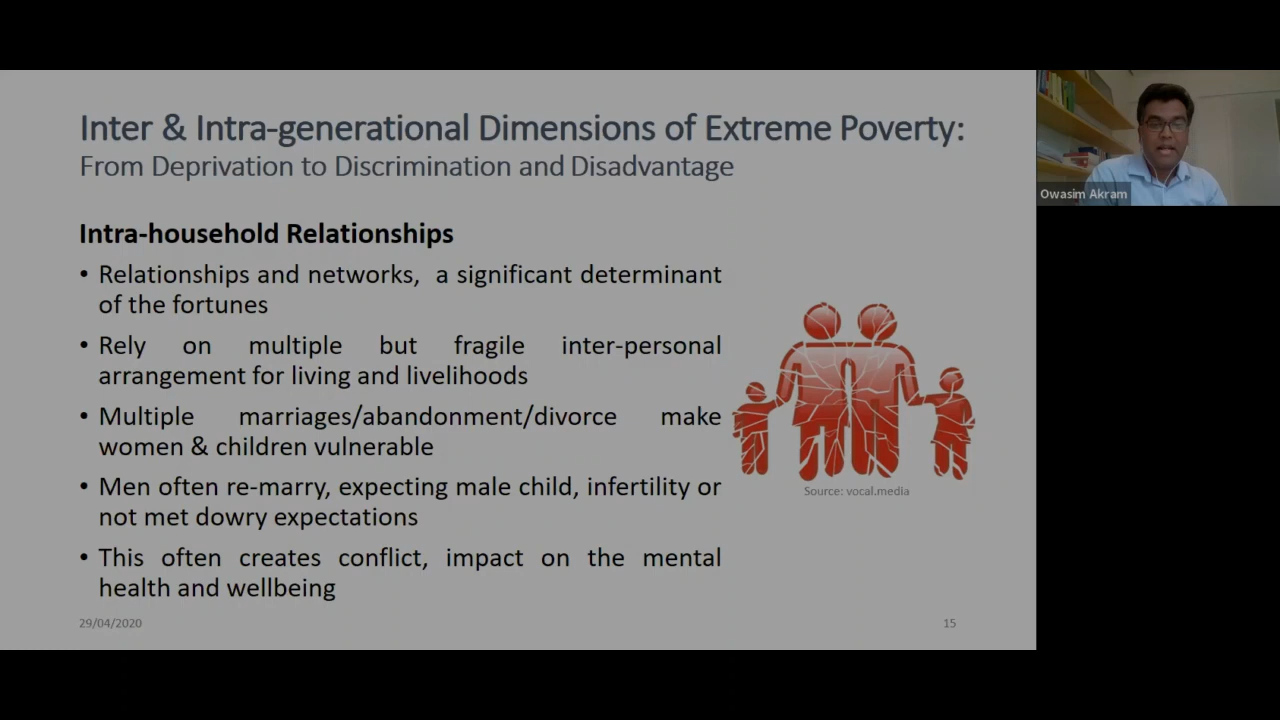 Inter & Intra-generational Dimensions of Extreme Poverty:
From Deprivation to Discrimination and Disadvantage
Owasim Akram
Intra-household Relationships
• Relationships and networks, a significant determinant
of the fortunes
• Rely on multiple but fragile inter-personal
arrangement for living and livelihoods
• Multiple marriages/abandonment/divorce make
women & children vulnerable
• Men often re-marry, expecting male child, infertility or
not met dowry expectations
• This often creates conflict, impact on the mental
health and wellbeing
Source: vocal.media
29/04/2020
15